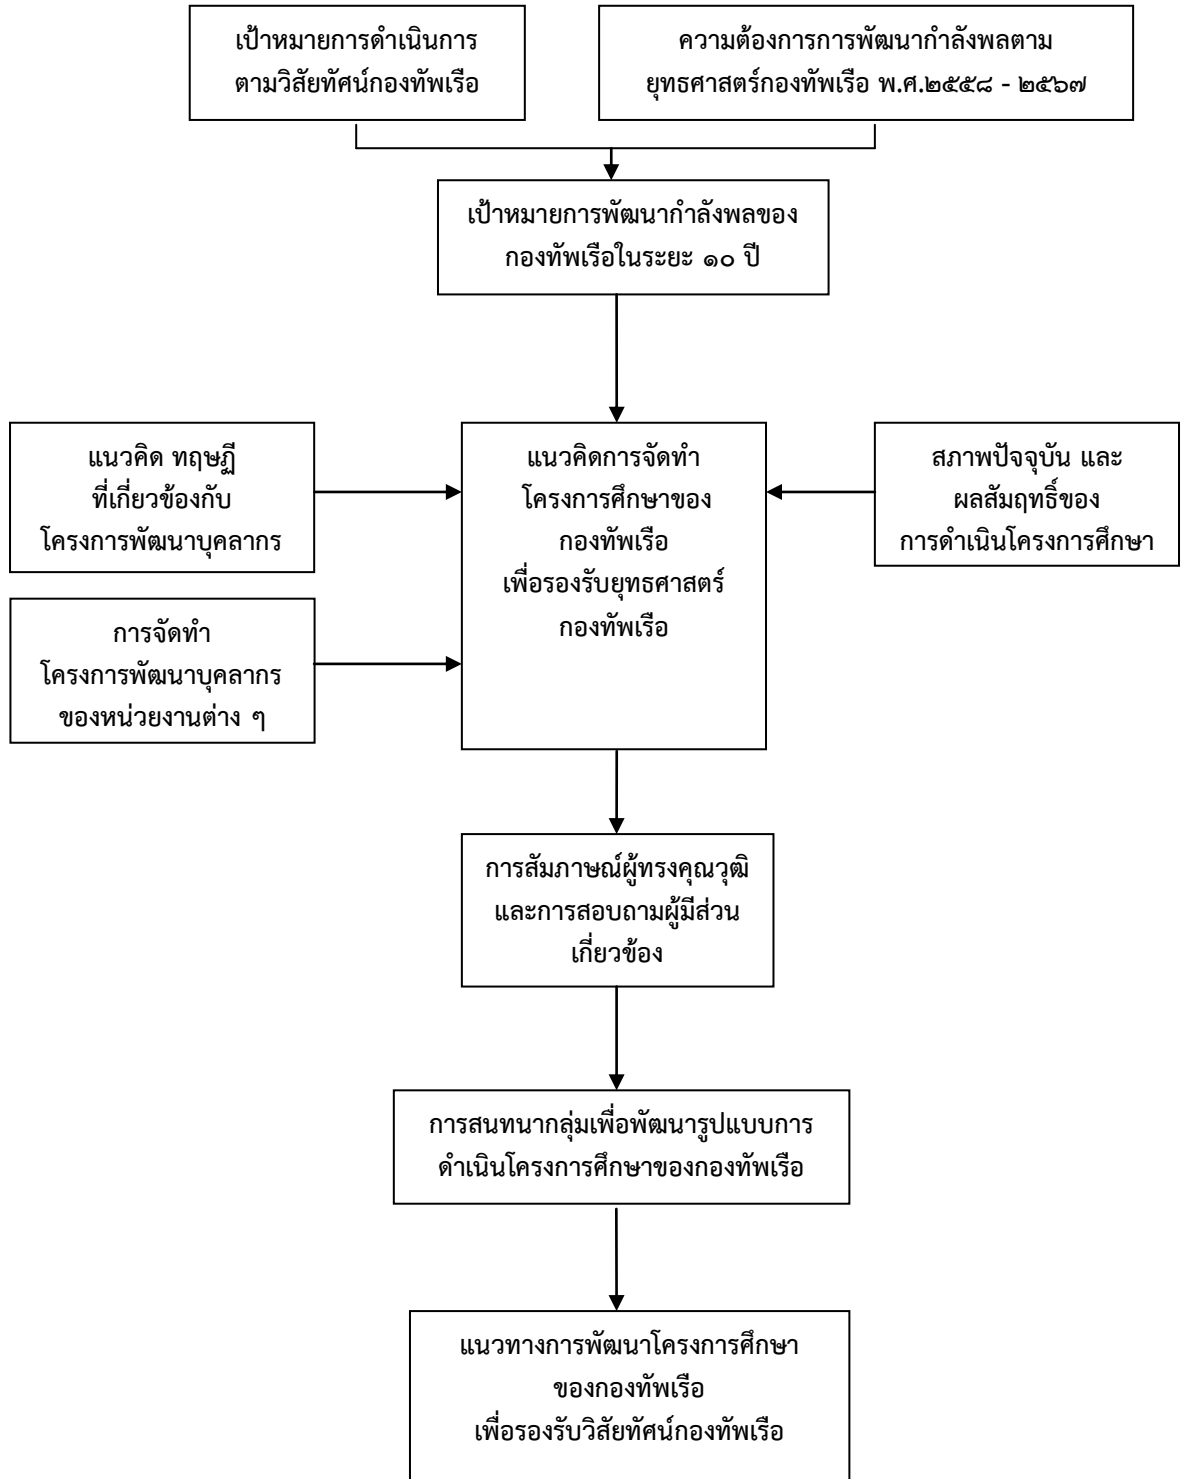 เป้าหมายการดำเนินการ
ตามวิสัยทัศน์กองทัพเรือ
ความต้องการการพัฒนากำลังพลตาม
ยุทธศาสตร์กองทัพเรือ พ.ศ.๒๕๕๘ - ๒๕๖๗
เป้าหมายการพัฒนากำลังพลของ
กองทัพเรือในระยะ ๑๐ ปี
แนวคิด ทฤษฏี
ที่เกี่ยวข้องกับ
โครงการพัฒนาบุคลากร
แนวคิดการจัดทำ
โครงการศึกษาของ
กองทัพเรือ
เพื่อรองรับยุทธศาสตร์
กองทัพเรือ
สภาพปัจจุบัน และ
ผลสัมฤทธิ์ของ
การดำเนินโครงการศึกษา
การจัดทำ
โครงการพัฒนาบุคลากร
ของหน่วยงานต่าง ๆ
การสัมภาษณ์ผู้ทรงคุณวุฒิ
และการสอบถามผู้มีส่วน
เกี่ยวข้อง
การสนทนากลุ่มเพื่อพัฒนารูปแบบการ
ดำเนินโครงการศึกษาของกองทัพเรือ
แนวทางการพัฒนาโครงการศึกษา
ของกองทัพเรือ
เพื่อรองรับวิสัยทัศน์กองทัพเรือ